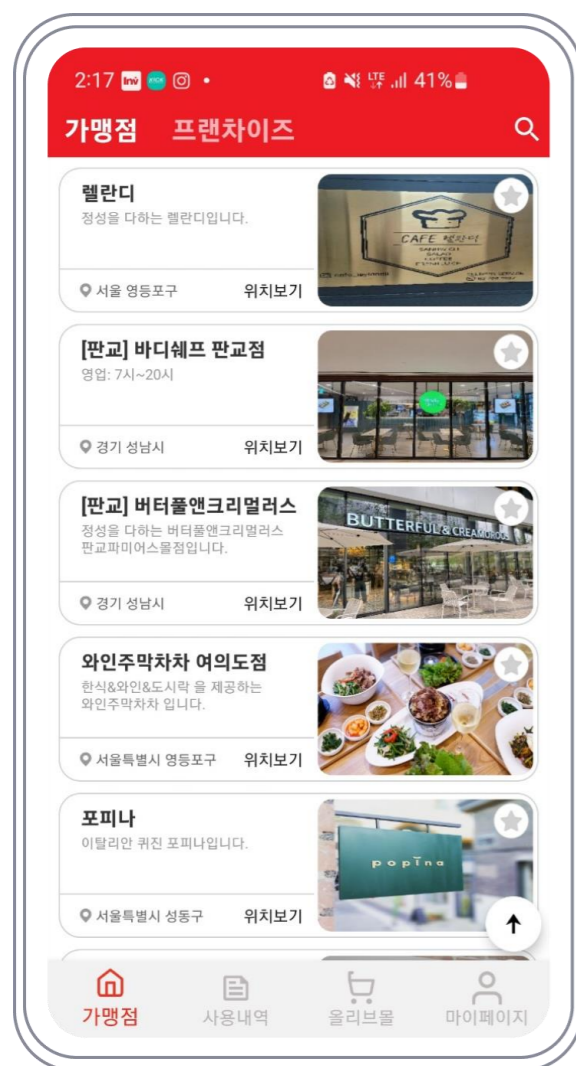 2:17
LTE
41%
가맹점 프랜차이즈
렐란디
정성을 다하는 렐란디입니다.
서울 영등포구 위치보기
CAFE 렐란디
[판교] 바디쉐프 판교점
영업: 7시~20시
경기 성남시 위치보기
[판교] 버터풀앤크리멀러스
정성을 다하는 버터풀앤크리멀러스
판교파미어스몰점입니다.
경기 성남시 위치보기
BUTTERFUL & CREAMOROUS
와인주막차차 여의도점
한식&와인&도시락 을 제공하는
와인주막차차 입니다.
서울특별시 영등포구 위치보기
포피나
이탈리안 퀴진 포피나입니다.
서울특별시 성동구 위치보기
popīna
가맹점 사용내역 올리브몰 마이페이지